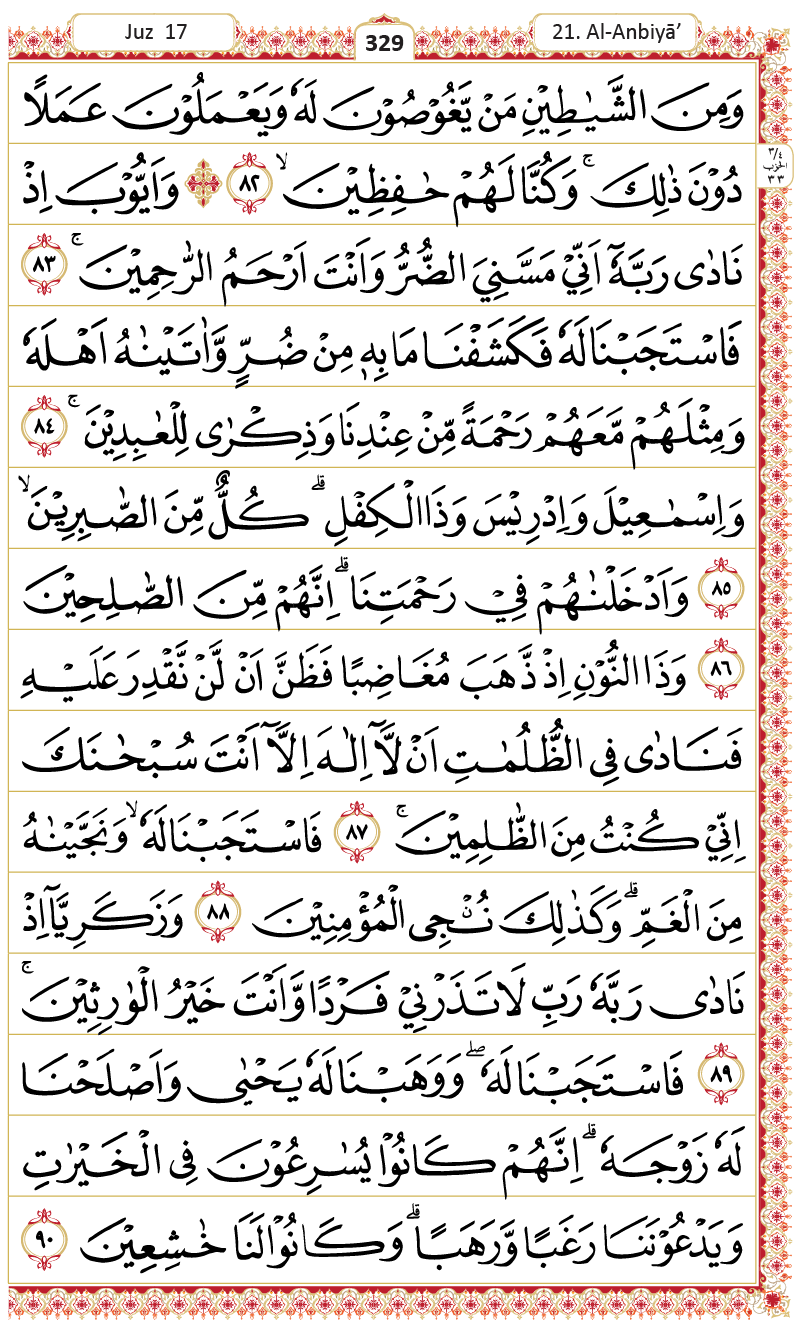 Juz 17
329
21. Al-Anbiyā’
وَمِنَ الشَّيٰطِيْنِ مَنْ يَّغُوْصُوْنَ لَهٗ وَيَعْمَلُوْنَ عَمَلًا
دُوْنَ ذٰلِكَۚ وَكُنَّا لَهُمْ حٰفِظِيْنَۙ ٨٢ ۞ وَاَيُّوْبَ اِذْ
٣/٤
الحزب
٣٣
نَادٰى رَبَّهٗٓ اَنِّيْ مَسَّنِيَ الضُّرُّ وَاَنْتَ اَرْحَمُ الرّٰحِمِيْنَۚ ٨٣
فَاسْتَجَبْنَا لَهٗ فَكَشَفْنَا مَا بِهٖ مِنْ ضُرٍّ وَّاٰتَيْنٰهُ اَهْلَهٗ
وَمِثْلَهُمْ مَّعَهُمْ رَحْمَةً مِّنْ عِنْدِنَا وَذِكْرٰى لِلْعٰبِدِيْنَۚ ٨٤
وَاِسْمٰعِيْلَ وَاِدْرِيْسَ وَذَا الْكِفْلِۗ كُلٌّ مِّنَ الصّٰبِرِيْنَۙ
٨٥ وَاَدْخَلْنٰهُمْ فِيْ رَحْمَتِنَاۗ اِنَّهُمْ مِّنَ الصّٰلِحِيْنَ
٨٦ وَذَا النُّوْنِ اِذْ ذَّهَبَ مُغَاضِبًا فَظَنَّ اَنْ لَّنْ نَّقْدِرَ عَلَيْهِ
فَنَادٰى فِى الظُّلُمٰتِ اَنْ لَّآ اِلٰهَ اِلَّآ اَنْتَ سُبْحٰنَكَ
اِنِّيْ كُنْتُ مِنَ الظّٰلِمِيْنَۚ ٨٧ فَاسْتَجَبْنَا لَهٗۙ وَنَجَّيْنٰهُ
مِنَ الْغَمِّۗ وَكَذٰلِكَ نُـْۨجِى الْمُؤْمِنِيْنَ ٨٨ وَزَكَرِيَّآ اِذْ
نَادٰى رَبَّهٗ رَبِّ لَا تَذَرْنِيْ فَرْدًا وَّاَنْتَ خَيْرُ الْوٰرِثِيْنَۚ
٨٩ فَاسْتَجَبْنَا لَهٗۖ وَوَهَبْنَا لَهٗ يَحْيٰى وَاَصْلَحْنَا
لَهٗ زَوْجَهٗۗ اِنَّهُمْ كَانُوْا يُسٰرِعُوْنَ فِى الْخَيْرٰتِ
وَيَدْعُوْنَنَا رَغَبًا وَّرَهَبًاۗ وَكَانُوْا لَنَا خٰشِعِيْنَ ٩٠